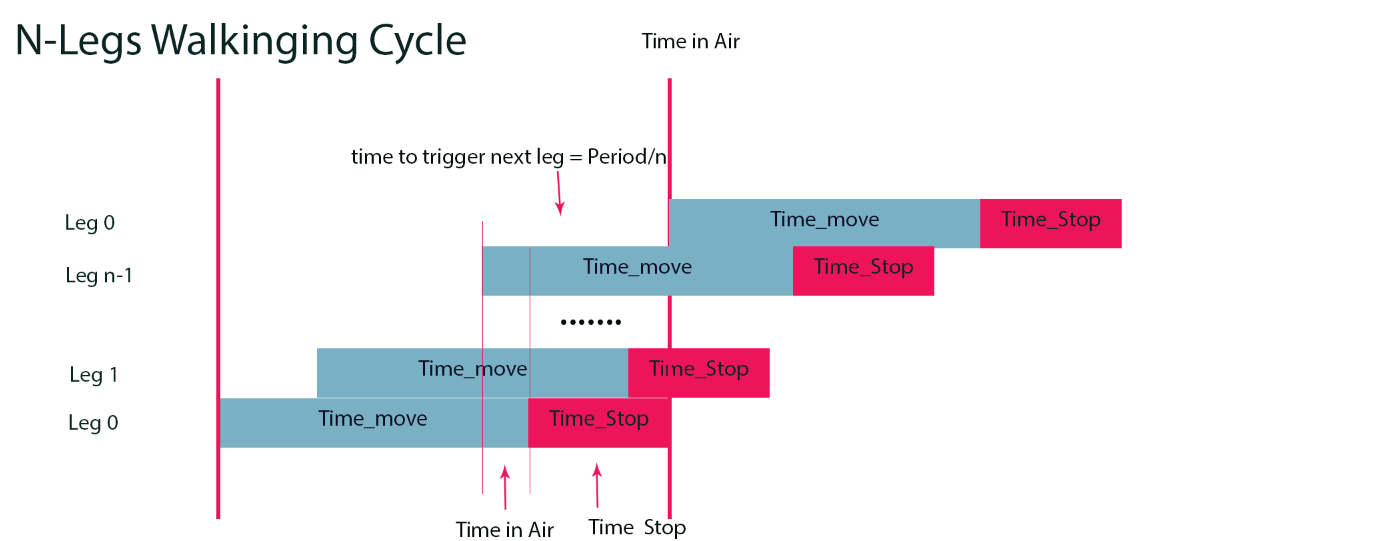 N-Legs Walkinging Cycle
Time in Air
time to trigger next leg = Period/n
Leg 0
Time_move
Time_Stop
Leg n-1
Time_move
Time_Stop
.......
Leg 1
Time_move
Time_Stop
Leg 0
Time_move
Time_Stop
Time in Air
Time Stop